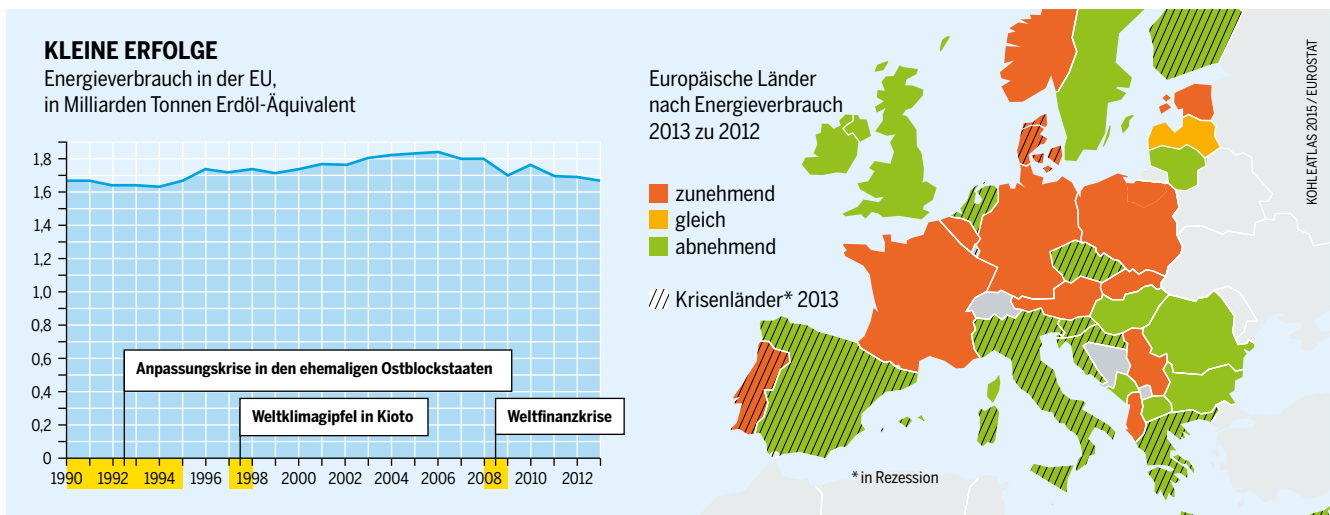 KLEINE ERFOLGE
Energieverbrauch in der EU,
in Milliarden Tonnen Erdöl-Äquivalent
1,8
1,6
1,4
1,2
1,0
0,8
0,6
0,4
0,2
0
Anpassungskrise in den ehemaligen Ostblockstaaten
Weltklimagipfel in Kioto
Weltfinanzkrise
1990 1992 1994 1996 1998 2000 2002 2004 2006 2008 2010 2012
Europäische Länder
nach Energieverbrauch
2013 zu 2012
zunehmend
gleich
abnehmend
Krisenländer* 2013
* in Rezession
KOHLEATLAS 2015 / EUROSTAT